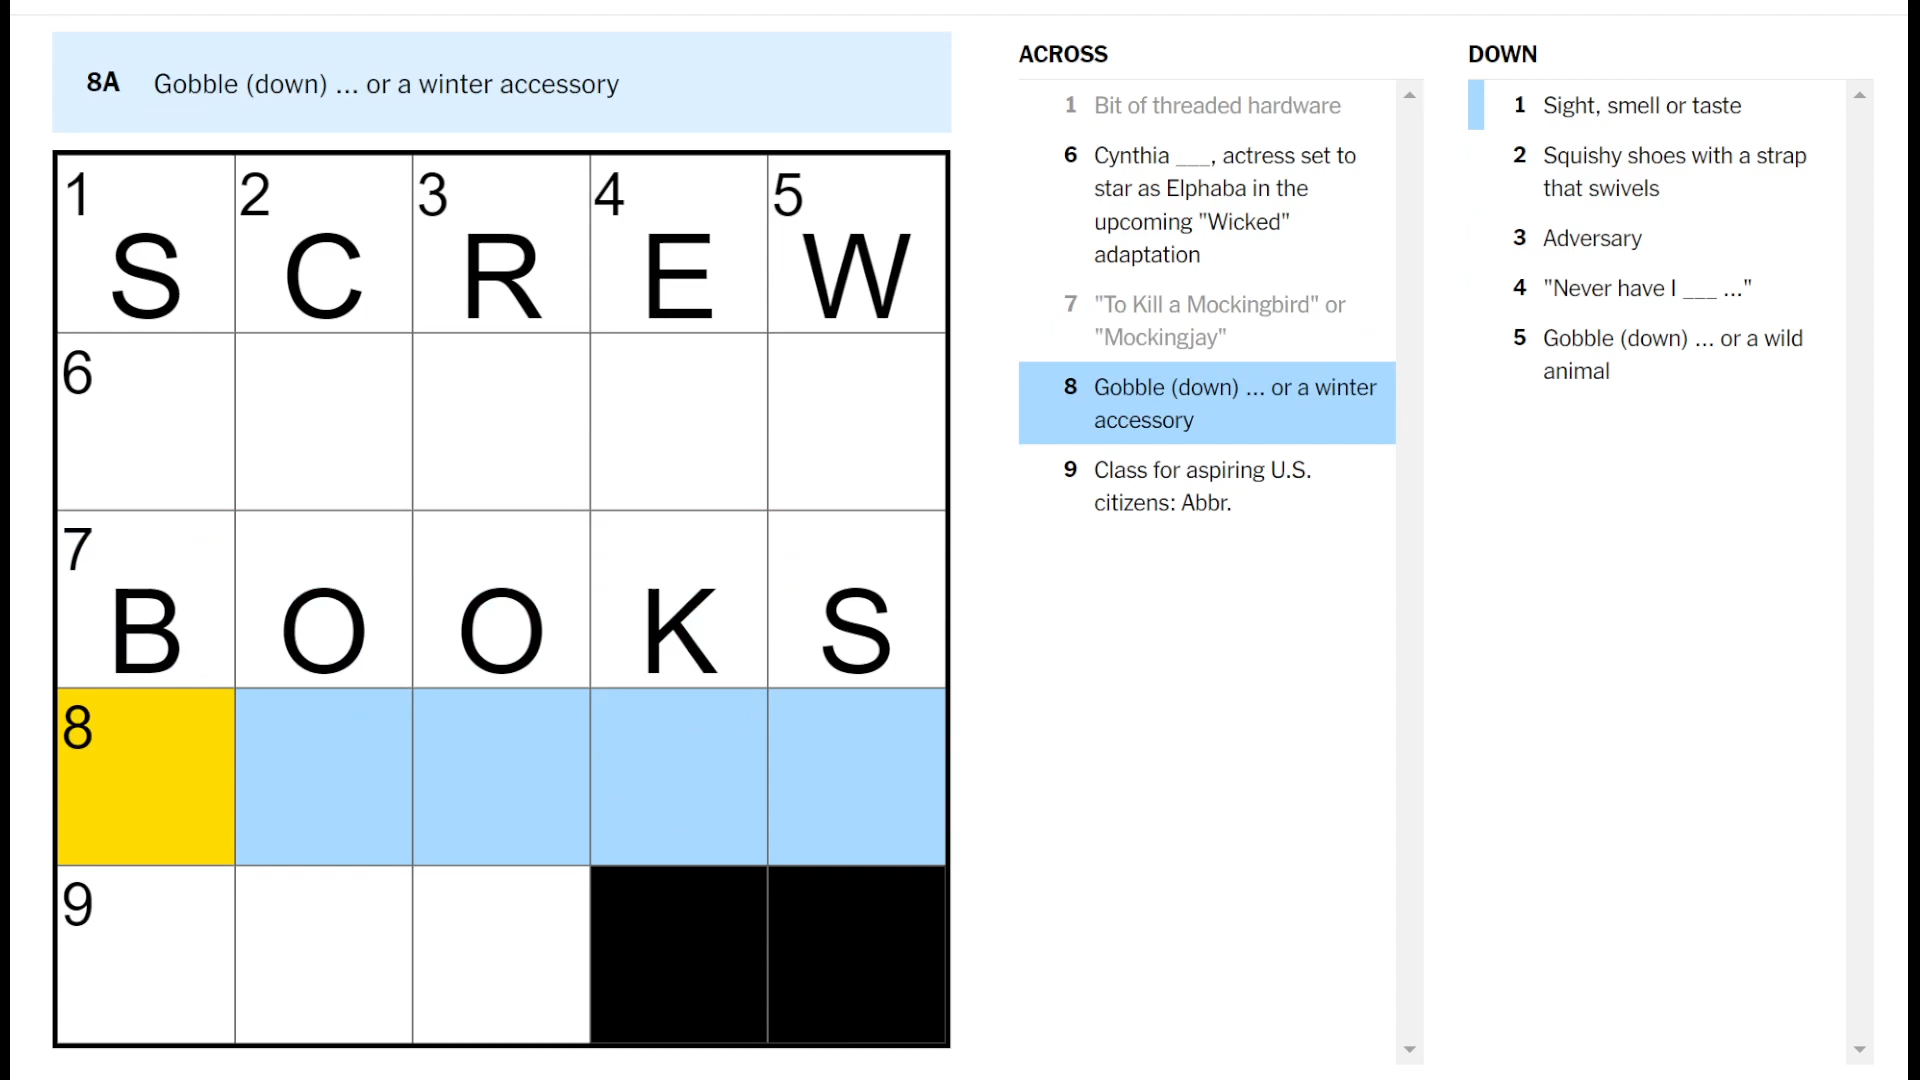 8A Gobble (down) ... or a winter accessory
1 2 3 4 5
S C R E W
6
7
B O O K S
8
9
ACROSS
1 Bit of threaded hardware
6 Cynthia ___, actress set to
star as Elphaba in the
upcoming "Wicked"
adaptation
7 "To Kill a Mockingbird" or
"Mockingjay"
8 Gobble (down) ... or a winter
accessory
9 Class for aspiring U.S.
citizens: Abbr.
DOWN
1 Sight, smell or taste
2 Squishy shoes with a strap
that swivels
3 Adversary
4 "Never have I ___ ..."
5 Gobble (down) ... or a wild
animal